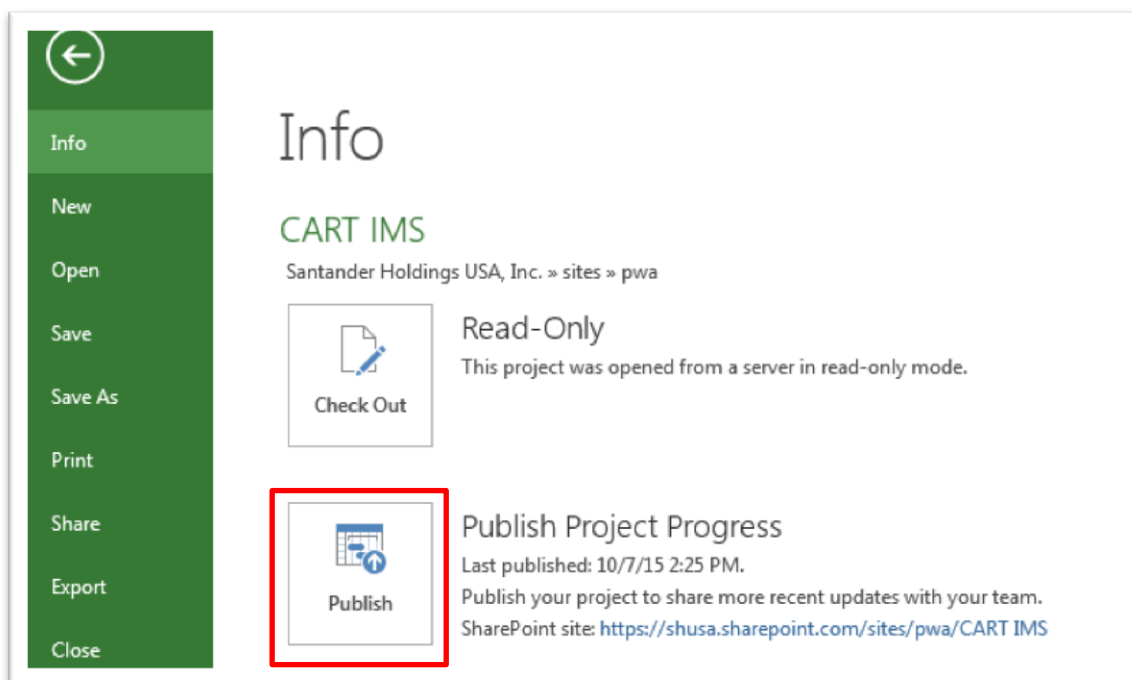 Info
New
Open
Save
Save As
Print
Share
Export
Close
Info
CART IMS
Santander Holdings USA, Inc. » sites » pwa
Check Out
Read-Only
This project was opened from a server in read-only mode.
Publish
Publish Project Progress
Last published: 10/7/15 2:25 PM.
Publish your project to share more recent updates with your team.
SharePoint site: https://shusa.sharepoint.com/sites/pwa/CART IMS